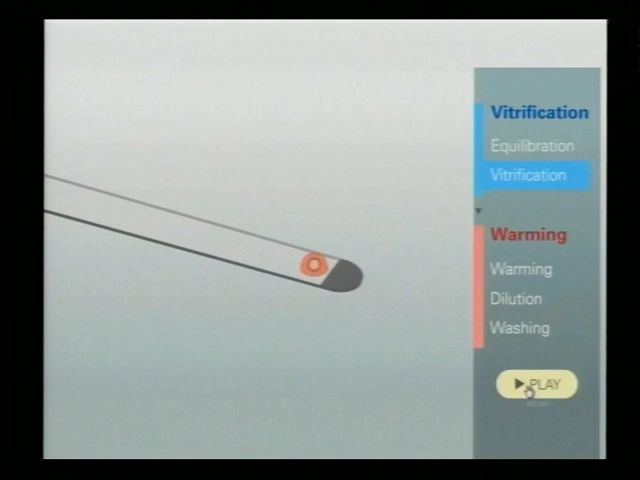 Vitrification
Equilibration
Vitrification
Warming
Warming
Dilution
Washing
PLAY